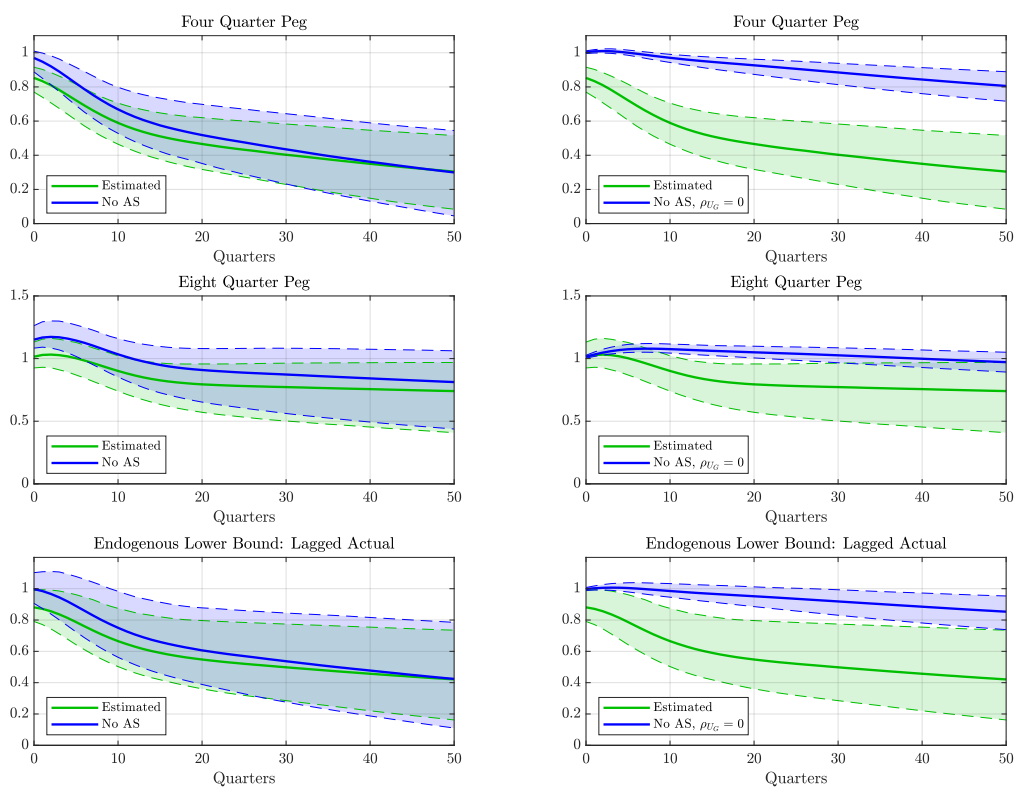 Four Quarter Peg
1
0.8
0.6
0.4
0.2
0
Estimated
No AS
0 10 20 30 40 50
Quarters
Four Quarter Peg
1
0.8
0.6
0.4
0.2
0
Estimated
No AS, ρ_{U_G} = 0
0 10 20 30 40 50
Quarters
Eight Quarter Peg
1.5
1
0.5
0
Estimated
No AS
0 10 20 30 40 50
Quarters
Eight Quarter Peg
1.5
1
0.5
0
Estimated
No AS, ρ_{U_G} = 0
0 10 20 30 40 50
Quarters
Endogenous Lower Bound: Lagged Actual
1
0.8
0.6
0.4
0.2
0
Estimated
No AS
0 10 20 30 40 50
Quarters
Endogenous Lower Bound: Lagged Actual
1
0.8
0.6
0.4
0.2
0
Estimated
No AS, ρ_{U_G} = 0
0 10 20 30 40 50
Quarters